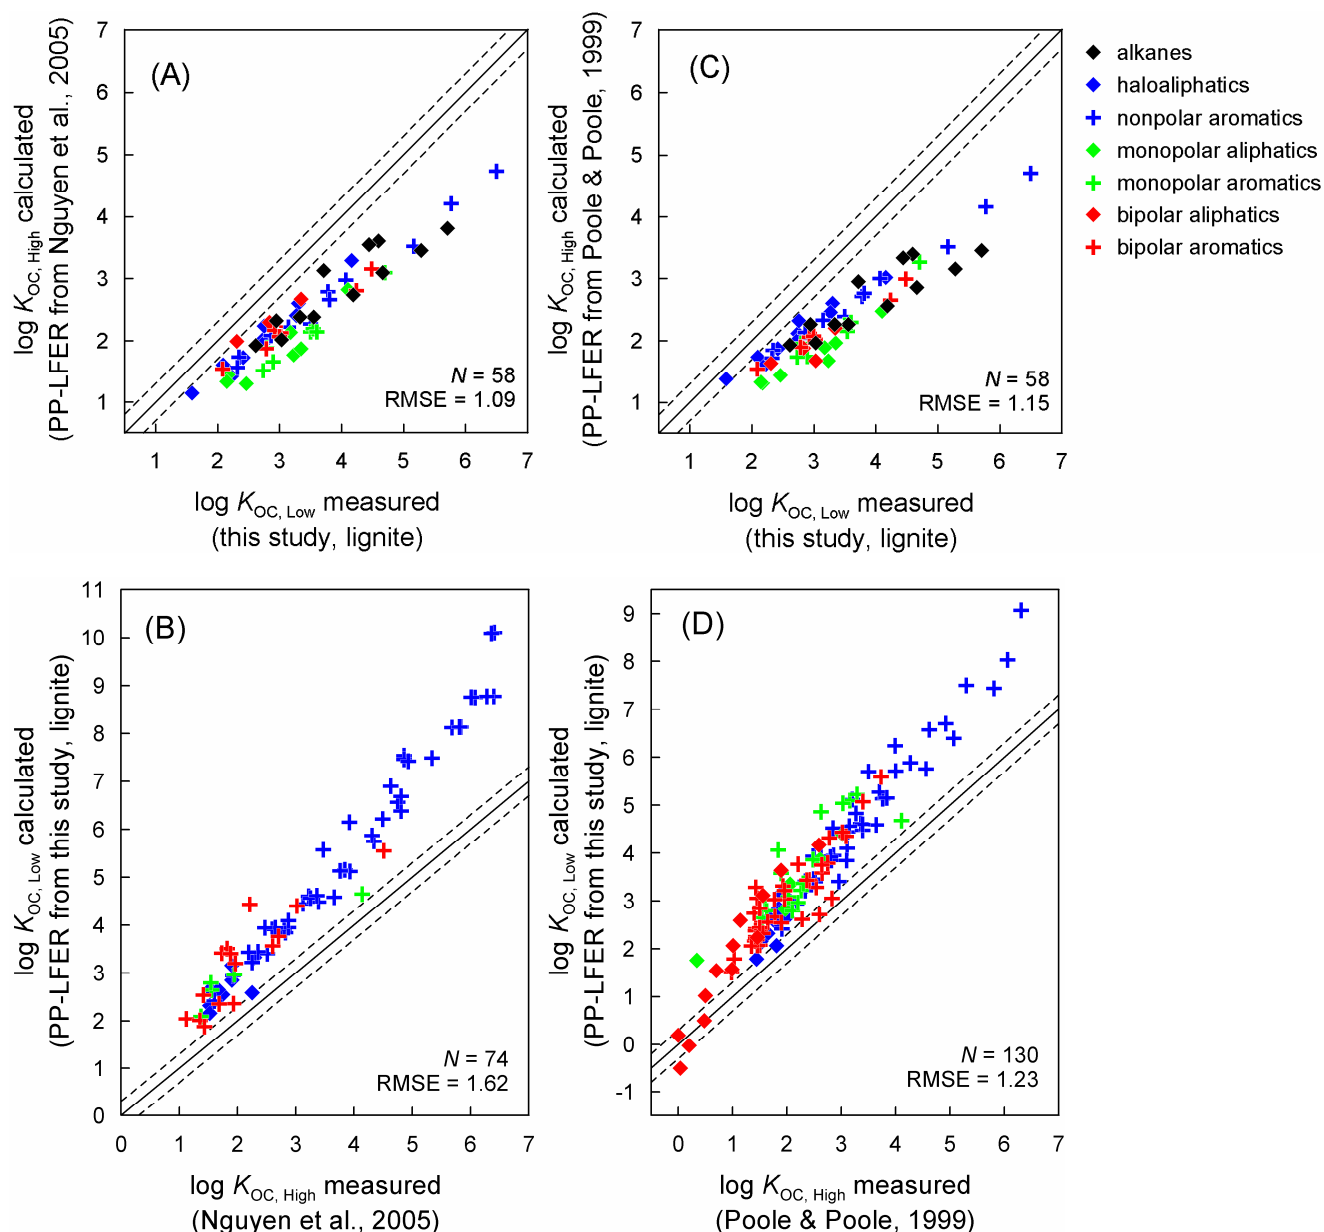 (A)
log KOC, High calculated
(PP-LFER from Nguyen et al., 2005)
7
6
5
4
3
2
1
N = 58
RMSE = 1.09
1 2 3 4 5 6 7
log KOC, Low measured
(this study, lignite)
(C)
log KOC, High calculated
(PP-LFER from Poole & Poole, 1999)
7
6
5
4
3
2
1
N = 58
RMSE = 1.15
1 2 3 4 5 6 7
log KOC, Low measured
(this study, lignite)
alkanes
haloaliphatics
nonpolar aromatics
monopolar aliphatics
monopolar aromatics
bipolar aliphatics
bipolar aromatics
(B)
log KOC, Low calculated
(PP-LFER from this study, lignite)
11
10
9
8
7
6
5
4
3
2
1
0
N = 74
RMSE = 1.62
0 1 2 3 4 5 6 7
log KOC, High measured
(Nguyen et al., 2005)
(D)
log KOC, Low calculated
(PP-LFER from this study, lignite)
9
8
7
6
5
4
3
2
1
0
-1
N = 130
RMSE = 1.23
0 1 2 3 4 5 6 7
log KOC, High measured
(Poole & Poole, 1999)